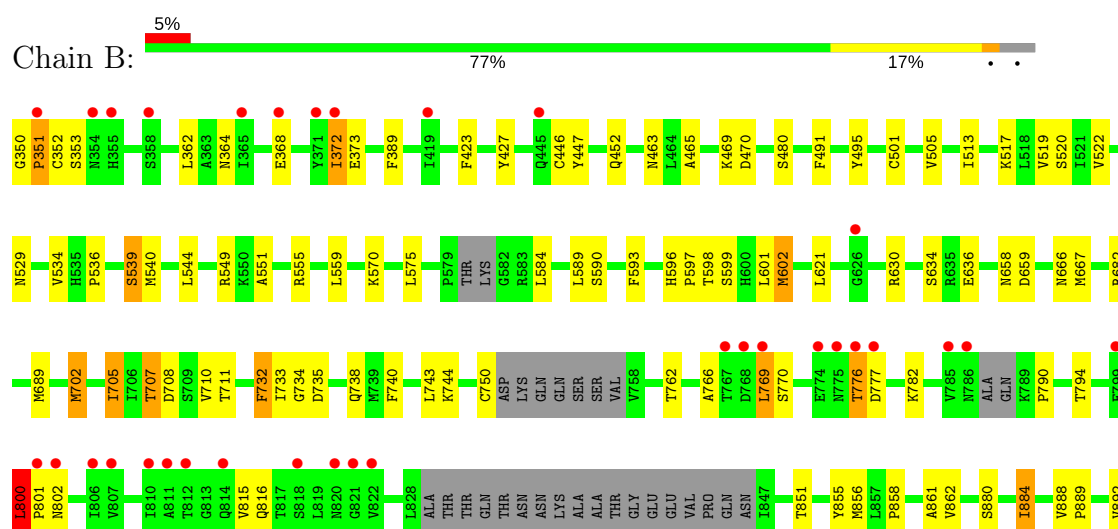 5%
Chain B:
77% 17% • •
G350 P351 C352 S353 N354 H355 S358 L362 A363 N364 I365 E368 Y371 I372 E373 F389 I419 F423 Y427 Q445 C446 Y447 Q452 N463 L464 A465 K469 D470 S480 F491 Y495 C501 V505 I513 K517 L518 V519 S520 I521 V522
N529 V534 H535 P536 S539 M540 L544 R549 K550 A551 R555 L559 K570 L575 P579 THR LYS G582 R583 L584 L589 S590 F593 H596 P597 T598 S599 H600 L601 M602 L621 G626 R630 S634 R635 E636 N658 D659 N666 M667
M689 M702 I705 I706 T707 D708 S709 V710 T711 F732 I733 G734 D735 Q738 M739 F740 L743 K744 C750 ASP LYS GLN GLN SER SER VAL V758 T762 A766 T767 D768 L769 S770 E774 N775 T776 D777 K782 V785 N786 ALA GLN K789 P790 T794
L800 P801 N802 I806 V807 I810 A811 T812 G813 Q814 V815 Q816 T817 S818 L819 N820 G821 V822 L828 ALA THR THR THR GLN THR ASN ASN LYS ALA ALA THR GLY GLU GLU VAL PRO GLN ASN I847 T851 Y855 M856 L857 P858 A861 V862 S880 I884 V888 P889